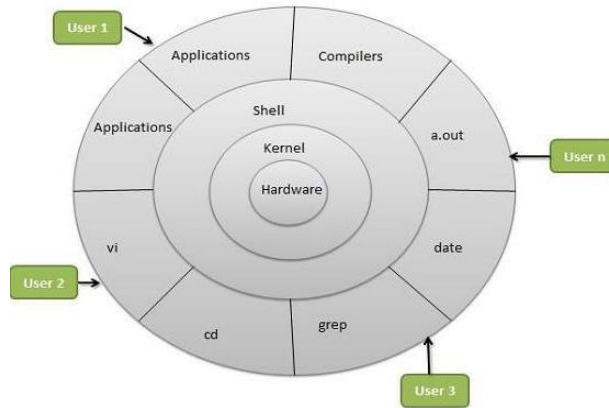 User 1
Applications
Compilers
Applications
Shell
a.out
Kernel
User n
Hardware
vi
date
User 2
cd
grep
User 3